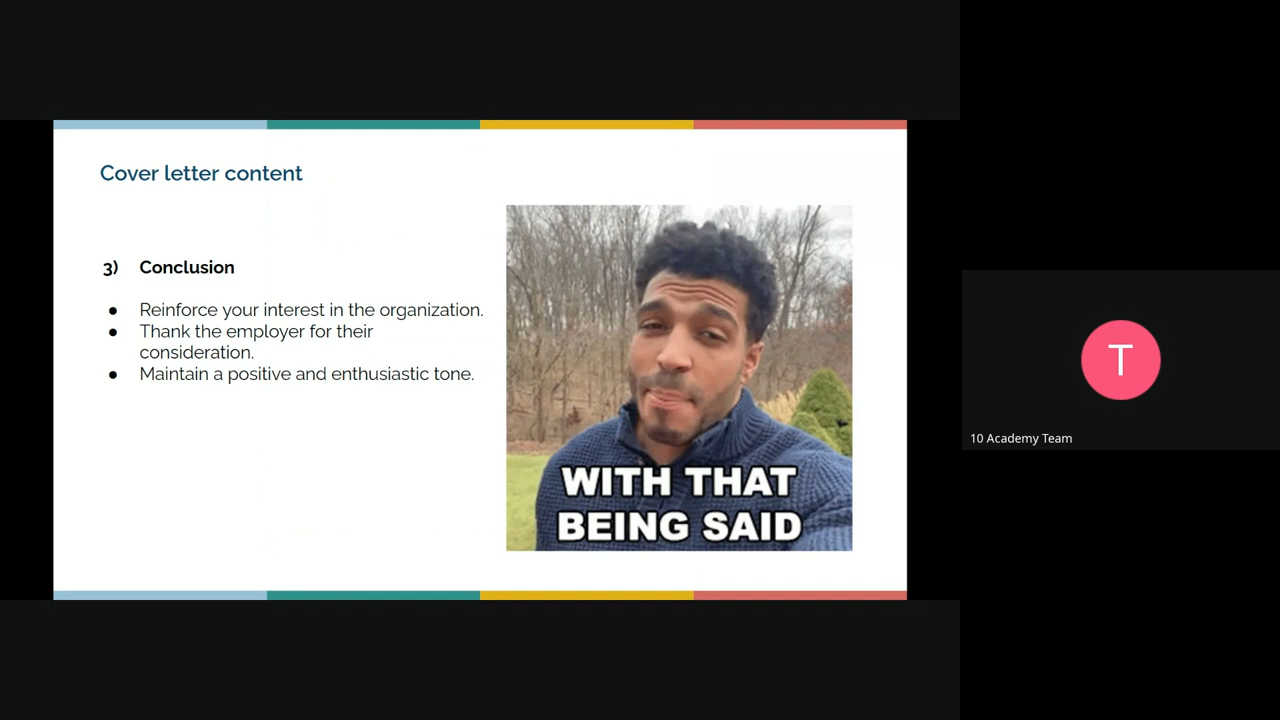 Cover letter content
3) Conclusion
● Reinforce your interest in the organization.
● Thank the employer for their
consideration.
● Maintain a positive and enthusiastic tone.
WITH THAT
BEING SAID
T
10 Academy Team